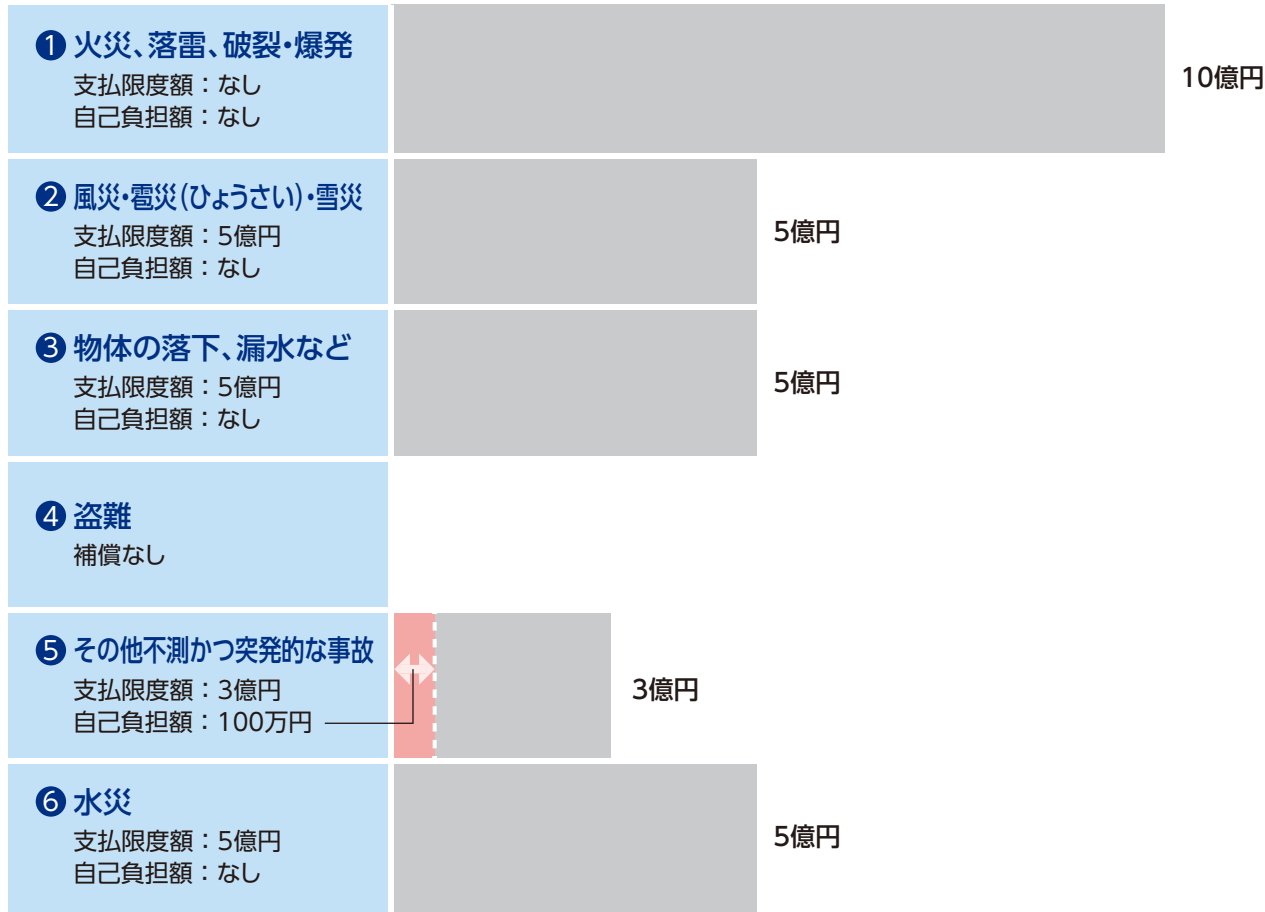 ❶ 火災、落雷、破裂・爆発
支払限度額：なし
自己負担額：なし
10億円
❷ 風災・雹災(ひょうさい)・雪災
支払限度額：5億円
自己負担額：なし
5億円
❸ 物体の落下、漏水など
支払限度額：5億円
自己負担額：なし
5億円
❹ 盗難
補償なし
❺ その他不測かつ突発的な事故
支払限度額：3億円
自己負担額：100万円
3億円
❻ 水災
支払限度額：5億円
自己負担額：なし
5億円